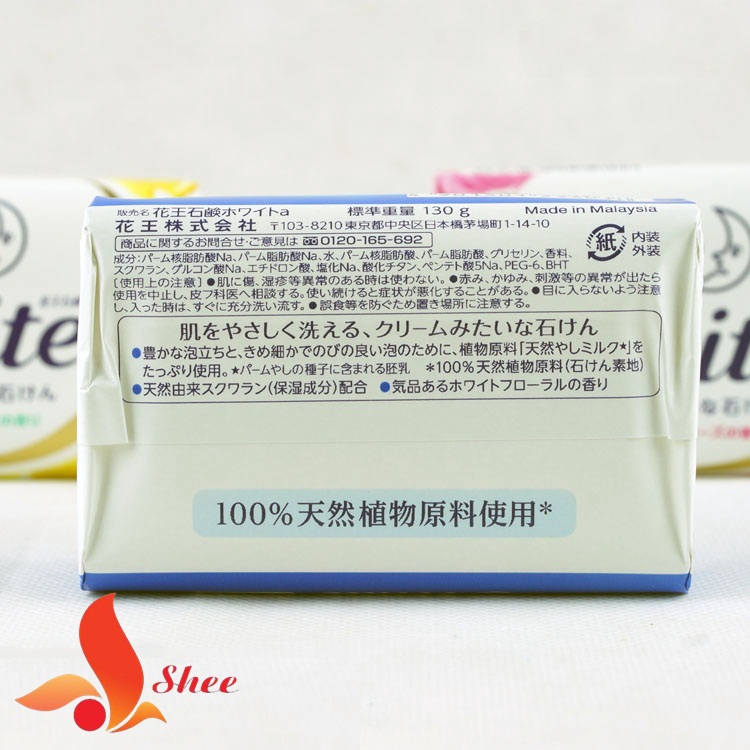 販売名 花王石鹸ホワイトa 標準重量 130g Made in Malaysia
花王株式会社 〒103-8210 東京都中央区日本橋茅場町1-14-10
商品に関するお問合せ・ご意見は 0120-165-692
成分:パーム核脂肪酸Na、パーム脂肪酸Na、水、パーム核脂肪酸、パーム脂肪酸、グリセリン、香料、
スクワラン、グルコン酸Na、エチドロン酸、塩化Na、酸化チタン、ペンテト酸5Na、PEG-6、BHT
[使用上の注意] ●肌に傷、湿疹等異常のある時は使わない。●赤み、かゆみ、刺激等の異常が出たら
使用を中止し、皮フ科医へ相談する。使い続けると症状が悪化することがある。●目に入らないよう注意
し、入った時は、すぐに充分洗い流す。●誤食等を防ぐため置き場所に注意する。
紙 内装
外装
肌をやさしく洗える、クリームみたいな石けん
●豊かな泡立ちと、きめ細かでのびの良い泡のために、植物原料「天然やしミルク★」を
たっぷり使用。★パームやしの種子に含まれる胚乳 *100%天然植物原料(石けん素地)
●天然由来スクワラン(保湿成分)配合 ●気品あるホワイトフローラルの香り
100%天然植物原料使用*
ite
石けん
の香り
it
な石け
ーズの香
Shee